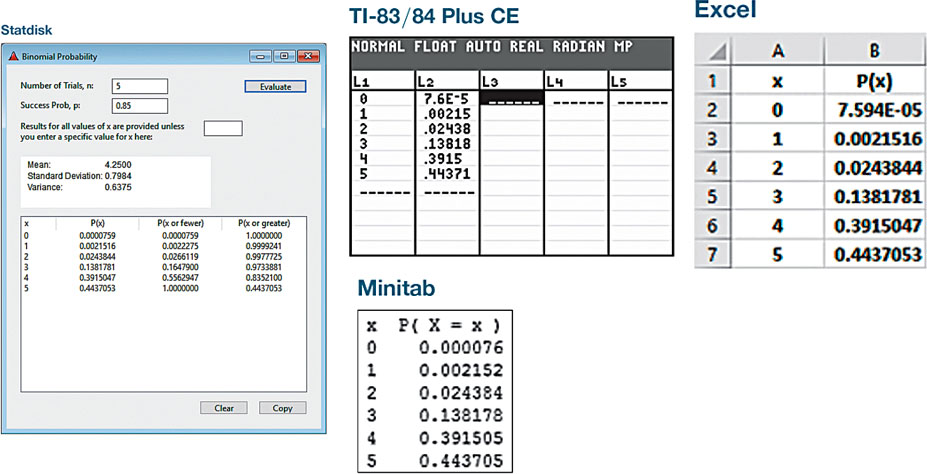 Statdisk
Binomial Probability
Number of Trials, n: 5
Evaluate
Success Prob, p: 0.85
Results for all values of x are provided unless
you enter a specific value for x here:
Mean: 4.2500
Standard Deviation: 0.7984
Variance: 0.6375
x P(x) P(x or fewer) P(x or greater)
0 0.0000759 0.0000759 1.0000000
1 0.0021516 0.0022275 0.9999241
2 0.0243844 0.0266119 0.9977725
3 0.1381781 0.1647900 0.9733881
4 0.3915047 0.5562947 0.8352100
5 0.4437053 1.0000000 0.4437053
Clear Copy
TI-83/84 Plus CE
NORMAL FLOAT AUTO REAL RADIAN MP
L1 L2 L3 L4 L5
0 7.6E-5 ------ ------ ------
1 .00215
2 .02438
3 .13818
4 .3915
5 .44371
------ ------
Minitab
x P( X = x )
0 0.000076
1 0.002152
2 0.024384
3 0.138178
4 0.391505
5 0.443705
Excel
A B
1 x P(x)
2 0 7.594E-05
3 1 0.0021516
4 2 0.0243844
5 3 0.1381781
6 4 0.3915047
7 5 0.4437053